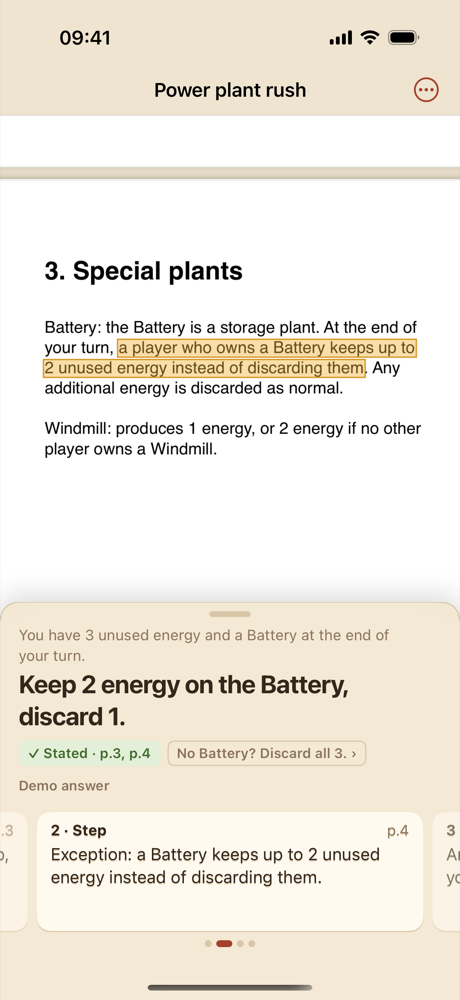 09:41
Power plant rush
3. Special plants
Battery: the Battery is a storage plant. At the end of
your turn, a player who owns a Battery keeps up to
2 unused energy instead of discarding them. Any
additional energy is discarded as normal.
Windmill: produces 1 energy, or 2 energy if no other
player owns a Windmill.
You have 3 unused energy and a Battery at the end of
your turn.
Keep 2 energy on the Battery,
discard 1.
✓ Stated · p.3, p.4
No Battery? Discard all 3. ›
Demo answer
.3
2 · Step
p.4
3
Exception: a Battery keeps up to 2 unused
energy instead of discarding them.